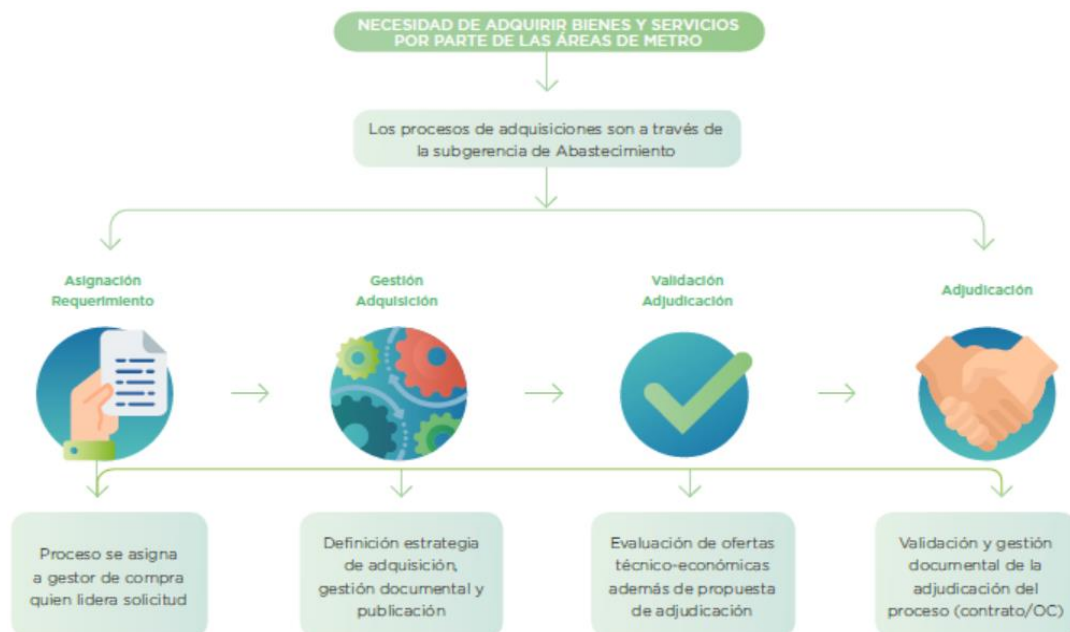 NECESIDAD DE ADQUIRIR BIENES Y SERVICIOS
POR PARTE DE LAS ÁREAS DE METRO
Los procesos de adquisiciones son a través de
la subgerencia de Abastecimiento
Asignación
Requerimiento
Gestión
Adquisición
Validación
Adjudicación
Adjudicación
Proceso se asigna
a gestor de compra
quien lidera solicitud
Definición estrategia
de adquisición,
gestión documental y
publicación
Evaluación de ofertas
técnico-económicas
además de propuesta
de adjudicación
Validación y gestión
documental de la
adjudicación del
proceso (contrato/OC)